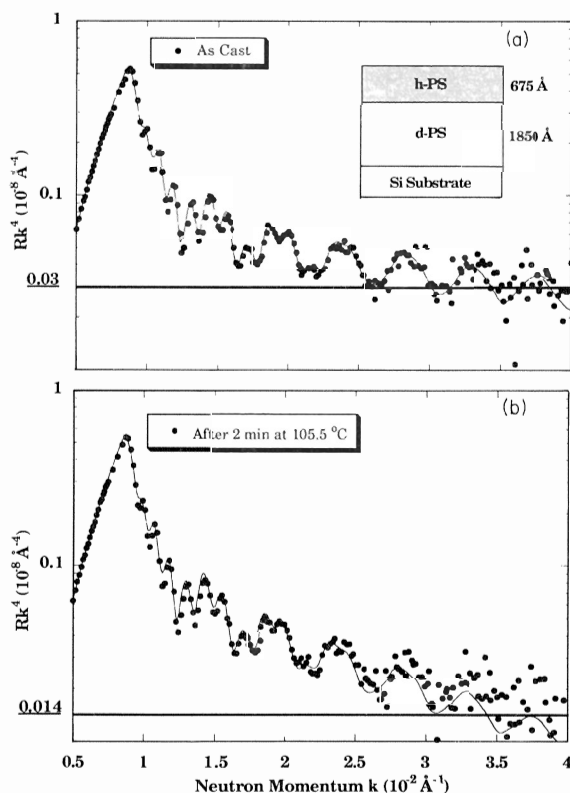 1
(a)
As Cast
h-PS
675 Å
d-PS
1850 Å
Si Substrate
0.1
Rk⁴ (10⁻⁸ Å⁻⁴)
0.03
1
(b)
After 2 min at 105.5 °C
0.1
Rk⁴ (10⁻⁸ Å⁻⁴)
0.014
0.5 1 1.5 2 2.5 3 3.5 4
Neutron Momentum k (10⁻² Å⁻¹)